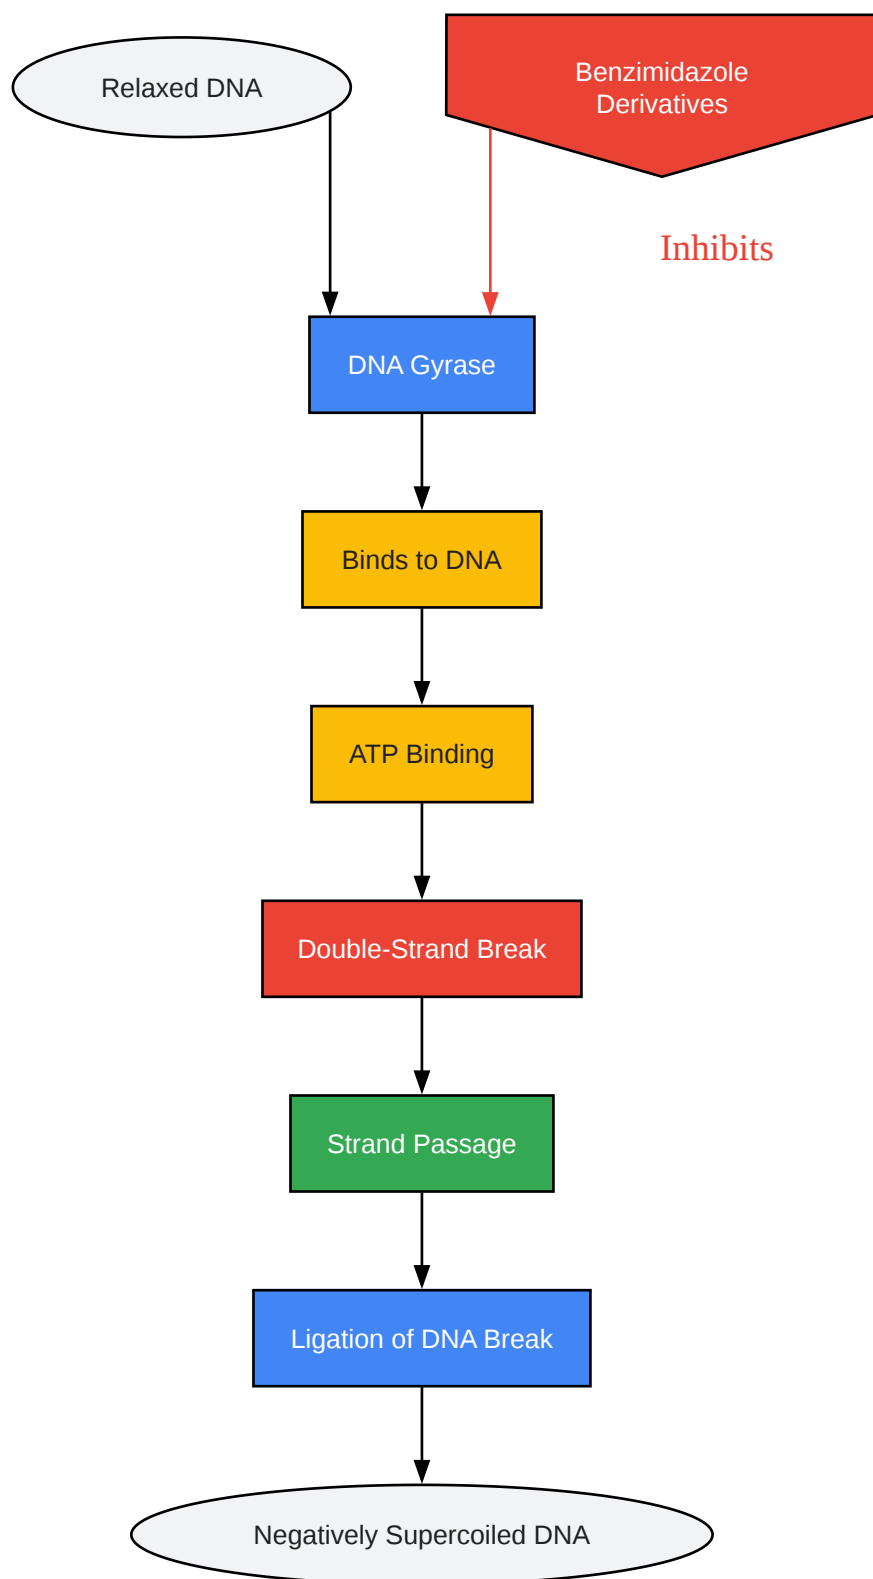 Relaxed DNA
Benzimidazole
Derivatives
Inhibits
DNA Gyrase
Binds to DNA
ATP Binding
Double-Strand Break
Strand Passage
Ligation of DNA Break
Negatively Supercoiled DNA